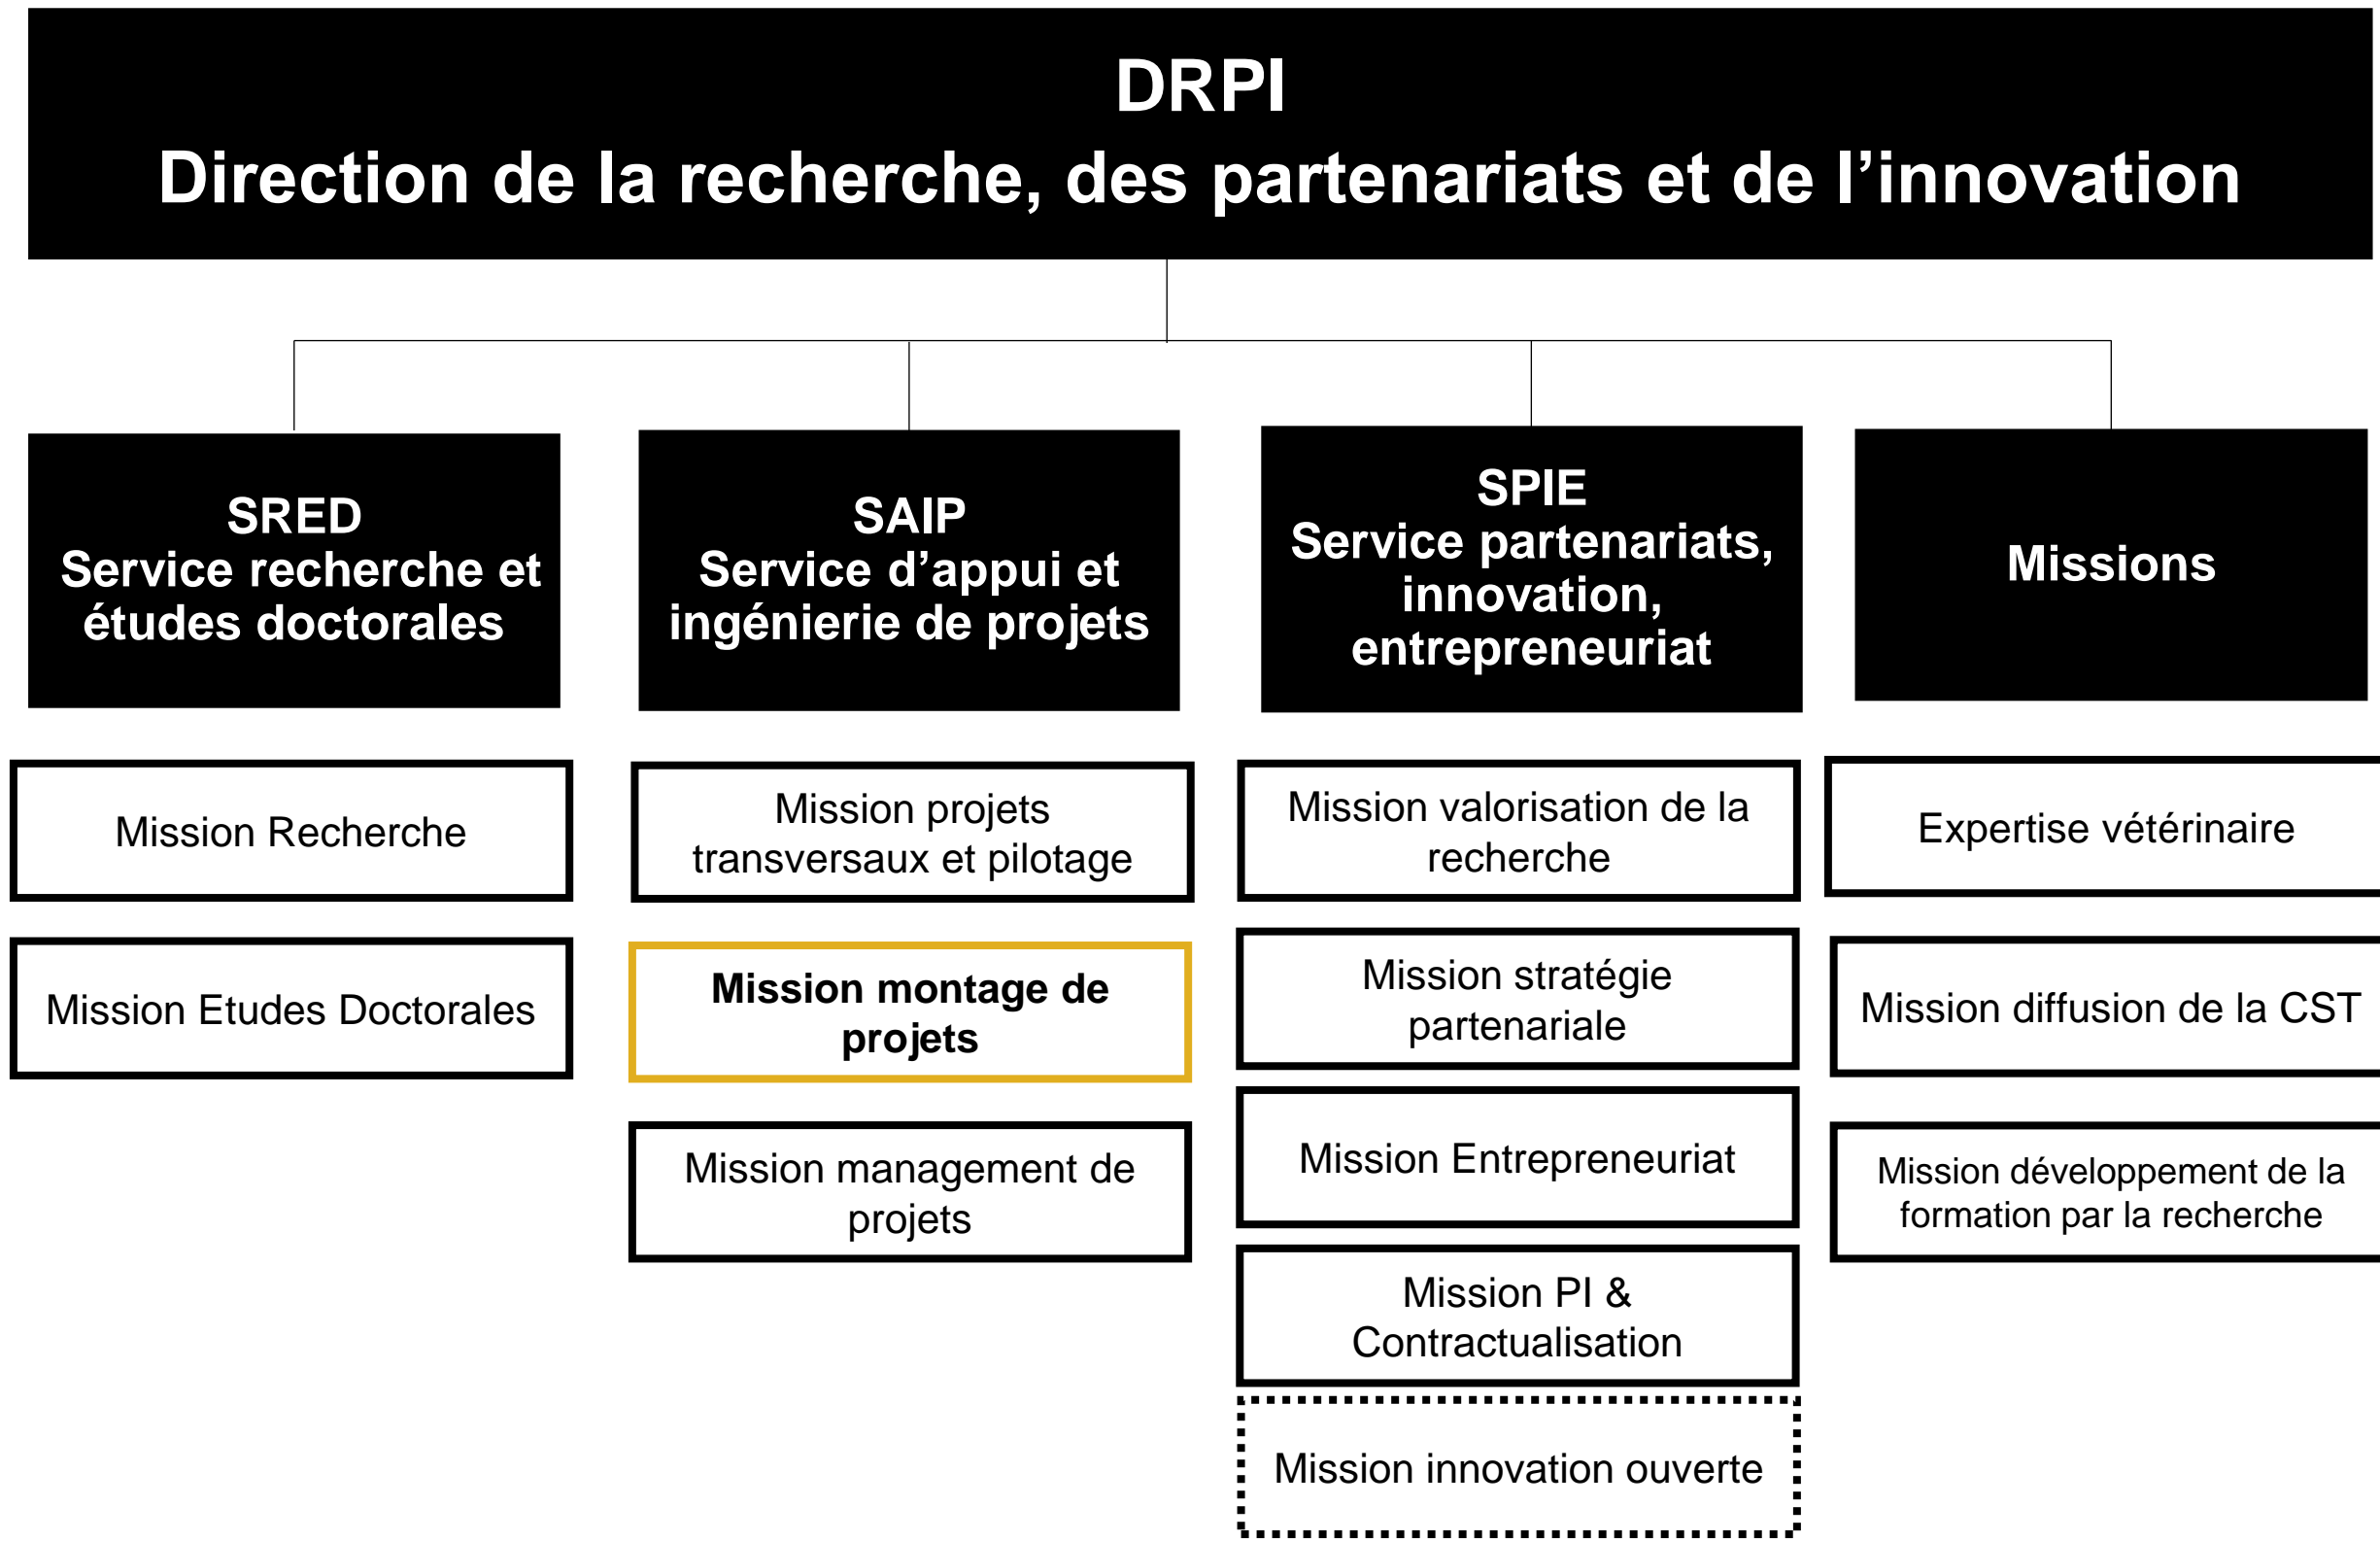 DRPI
Direction de la recherche, des partenariats et de l’innovation
SRED
Service recherche et
études doctorales
SAIP
Service d’appui et
ingénierie de projets
SPIE
Service partenariats,
innovation,
entrepreneuriat
Missions
Mission Recherche
Mission Etudes Doctorales
Mission projets
transversaux et pilotage
Mission montage de
projets
Mission management de
projets
Mission valorisation de la
recherche
Mission stratégie
partenariale
Mission Entrepreneuriat
Mission PI &
Contractualisation
Mission innovation ouverte
Expertise vétérinaire
Mission diffusion de la CST
Mission développement de la
formation par la recherche